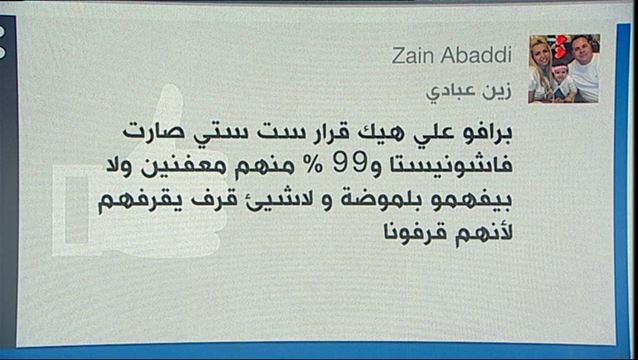 Zain Abaddi
زين عبادي
برافو علي هيك قرار ست ستي صارت
فاشونيستا و99 % منهم معفنين ولا
بيفهمو بلموضة و لاشيئ قرف يقرفهم
لأنهم قرفونا